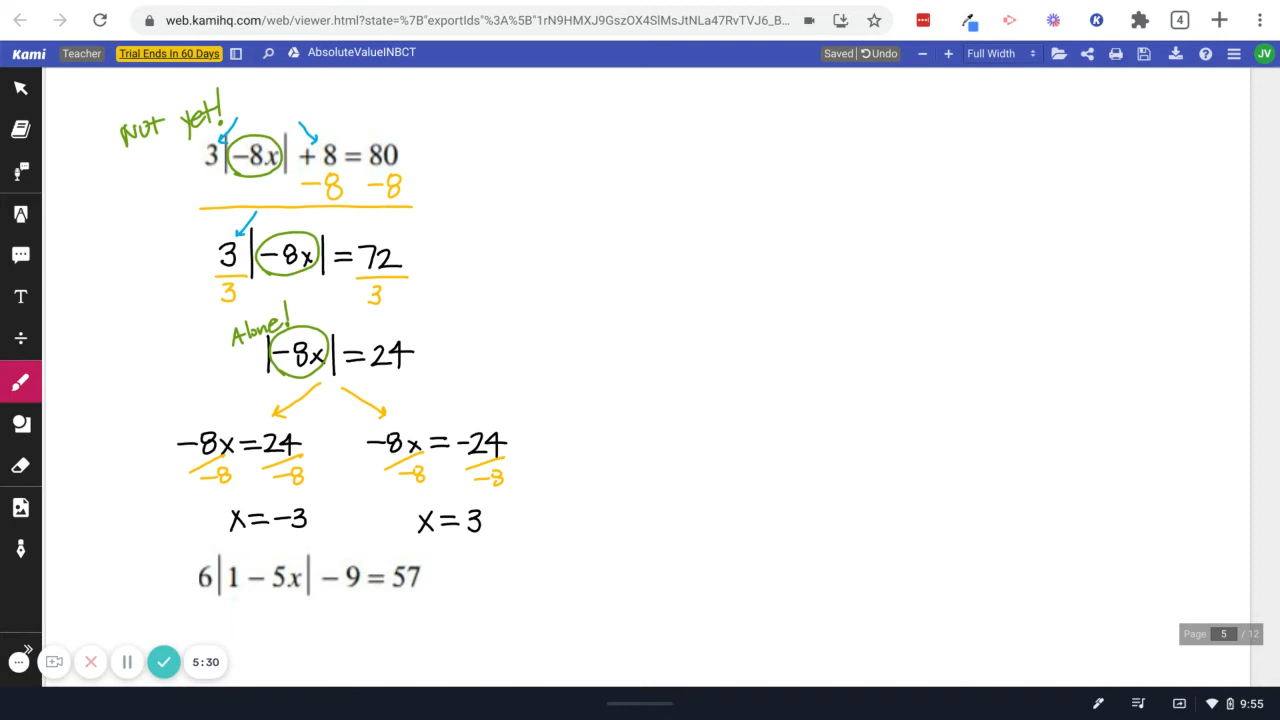 web.kamihq.com/web/viewer.html?state=%7B"exportIds"%3A%5B"1rN9HMXJ9GszOX4SlMsJtNLa47RvTVJ6_B... 4
Kami Teacher Trial Ends In 60 Days AbsoluteValueINBCT Saved Undo Full Width JV
Not yet!
3|−8x| + 8 = 80
−8 −8
3|−8x| = 72
3 3
Alone!
|−8x| = 24
−8x = 24 −8x = −24
−8 −8 −8 −8
x = −3 x = 3
6|1 − 5x| − 9 = 57
Page 5 / 12
5:30
9:55